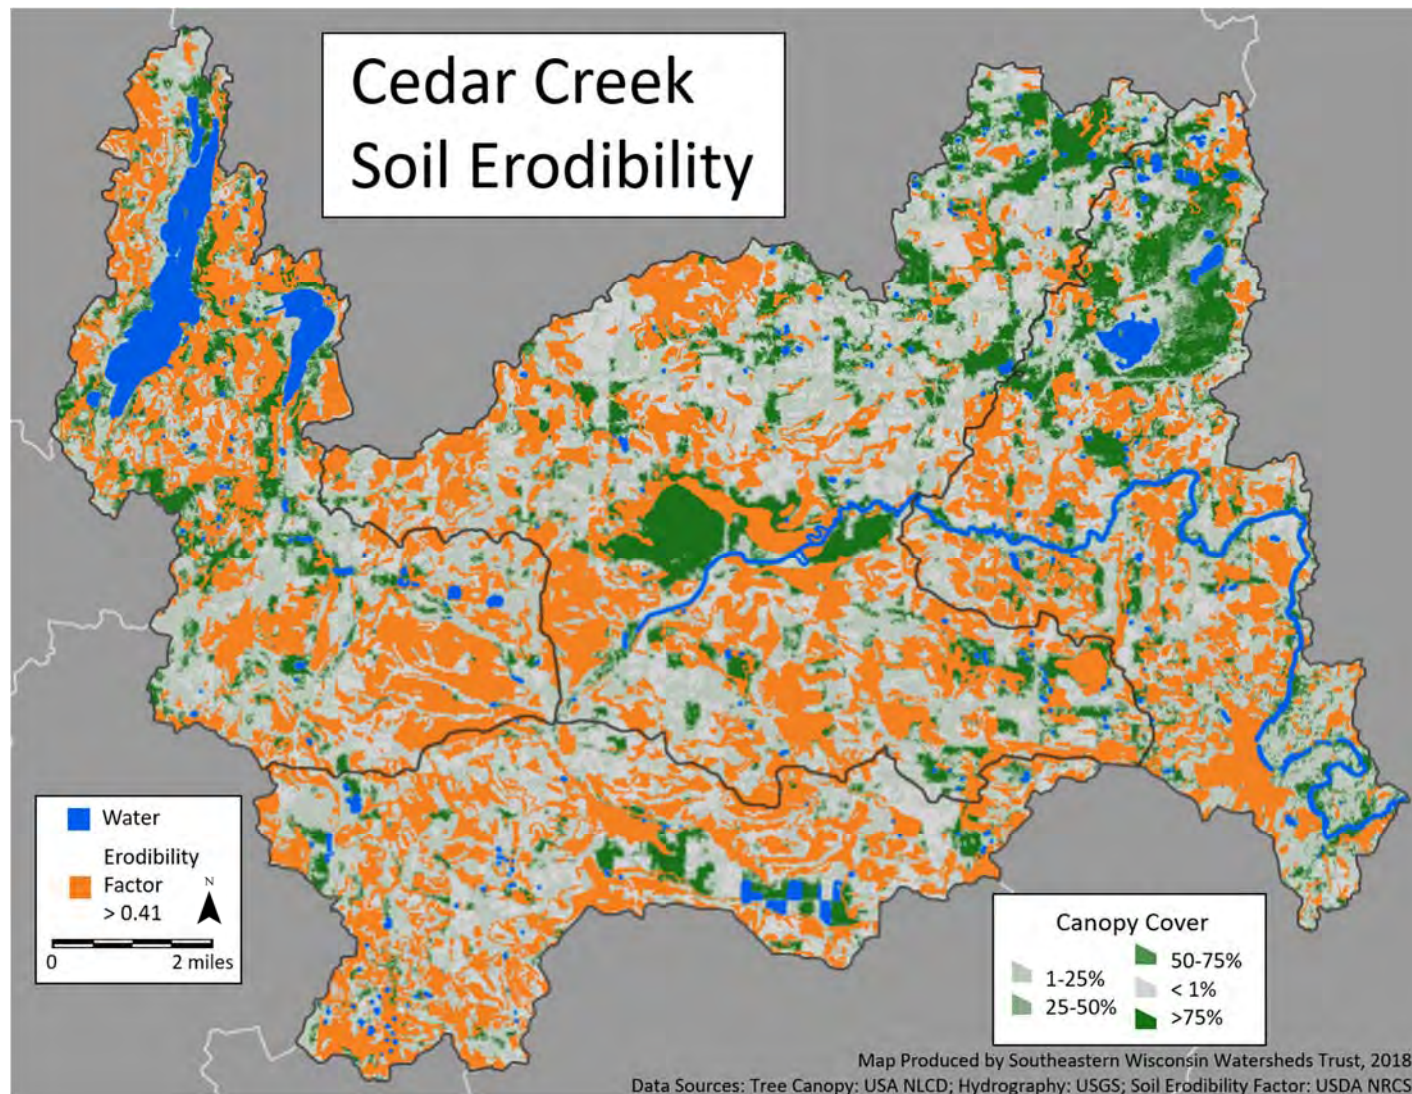 Cedar Creek
Soil Erodibility
Water
Erodibility
Factor
> 0.41
N
0 2 miles
Canopy Cover
1-25%
25-50%
50-75%
< 1%
>75%
Map Produced by Southeastern Wisconsin Watersheds Trust, 2018
Data Sources: Tree Canopy: USA NLCD; Hydrography: USGS; Soil Erodibility Factor: USDA NRCS